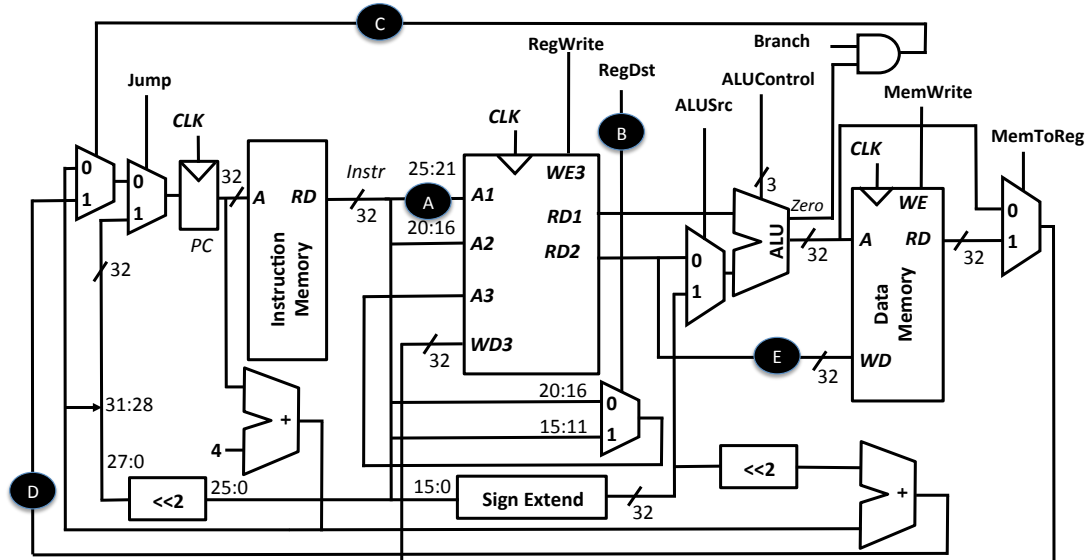 C
Branch
RegWrite
RegDst
ALUControl
Jump
ALUSrc
MemWrite
CLK
CLK
B
MemToReg
CLK
0
1
0
1
32
A
RD
Instr
32
25:21
A
A1
WE3
3
Zero
WE
0
1
20:16
A2
RD1
RD2
0
1
ALU
32
A
RD
32
PC
32
Instruction
Memory
A3
WD3
32
Data
Memory
E
32
WD
20:16
0
15:11
1
31:28
+
4
27:0
<<2
25:0
15:0
Sign Extend
32
<<2
+
D